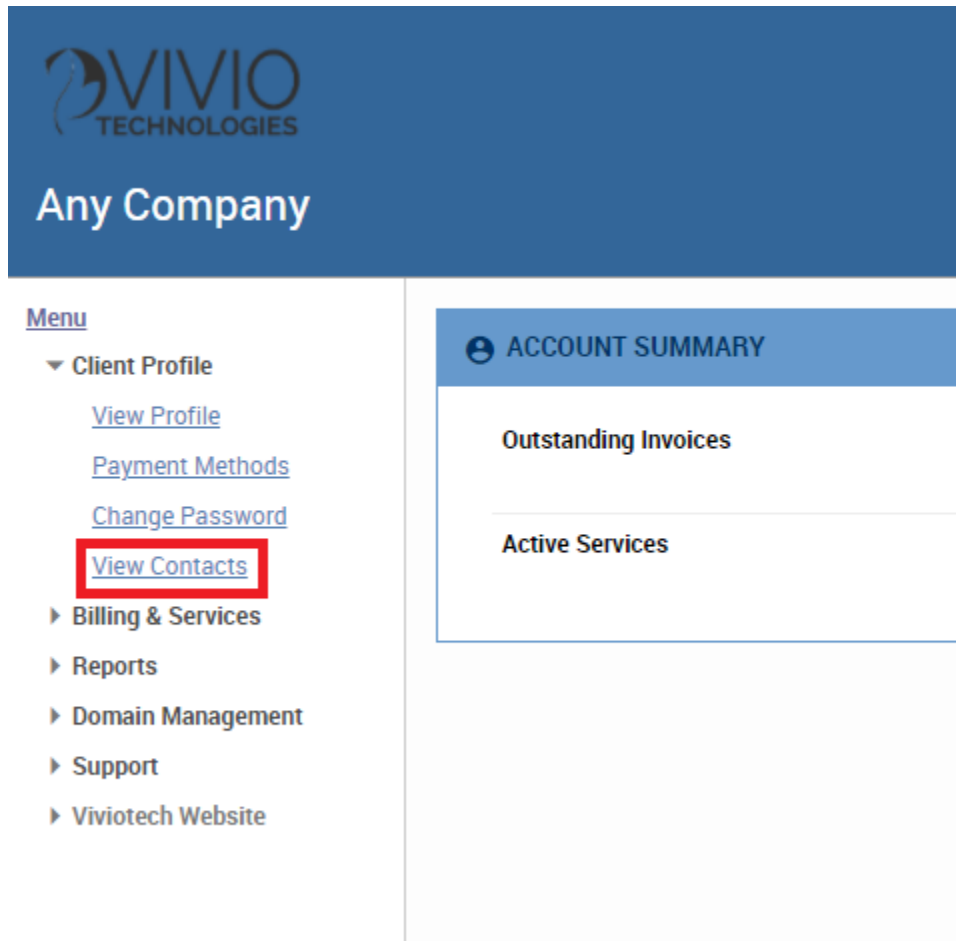 VIVIO
TECHNOLOGIES
Any Company
Menu
Client Profile
View Profile
Payment Methods
Change Password
View Contacts
Billing & Services
Reports
Domain Management
Support
Viviotech Website
ACCOUNT SUMMARY
Outstanding Invoices
Active Services